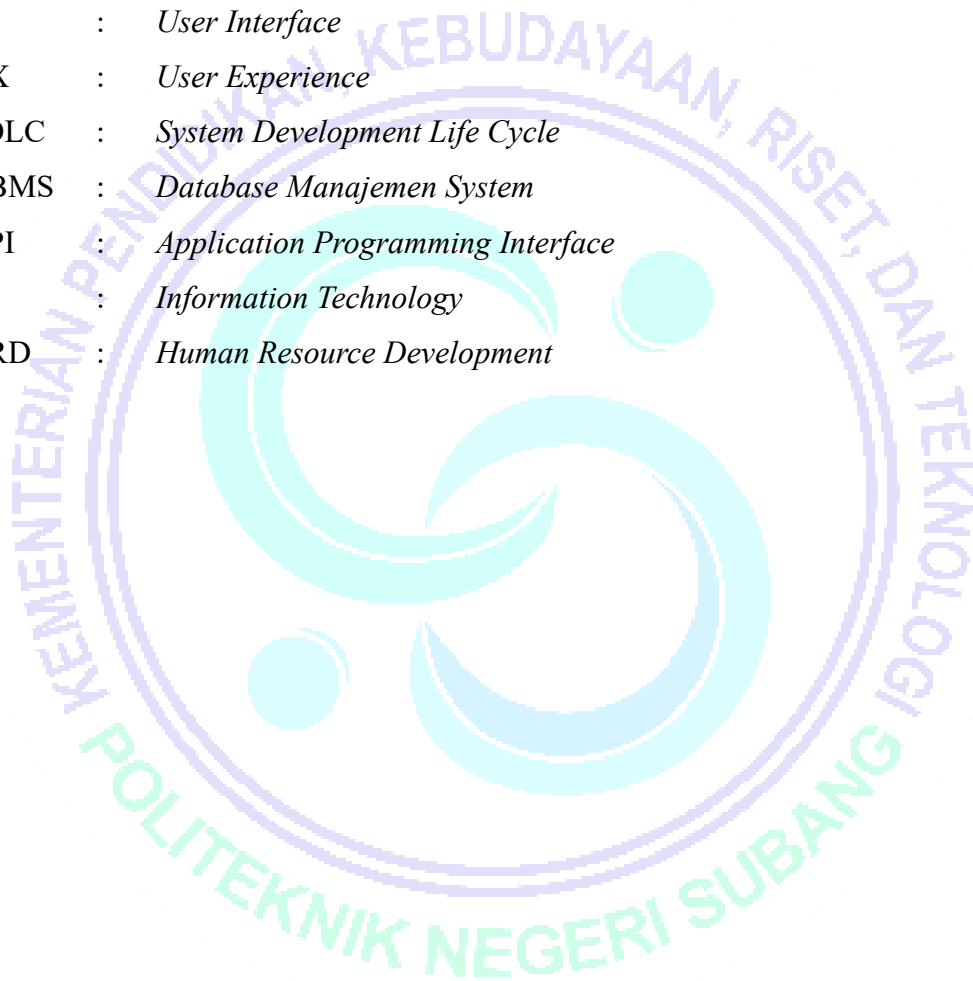 : User Interface
X : User Experience
DLC : System Development Life Cycle
BMS : Database Manajemen System
PI : Application Programming Interface
: Information Technology
RD : Human Resource Development
KEMENTERIAN PENDIDIKAN, KEBUDAYAAN, RISET, DAN TEKNOLOGI
POLITEKNIK NEGERI SUBANG